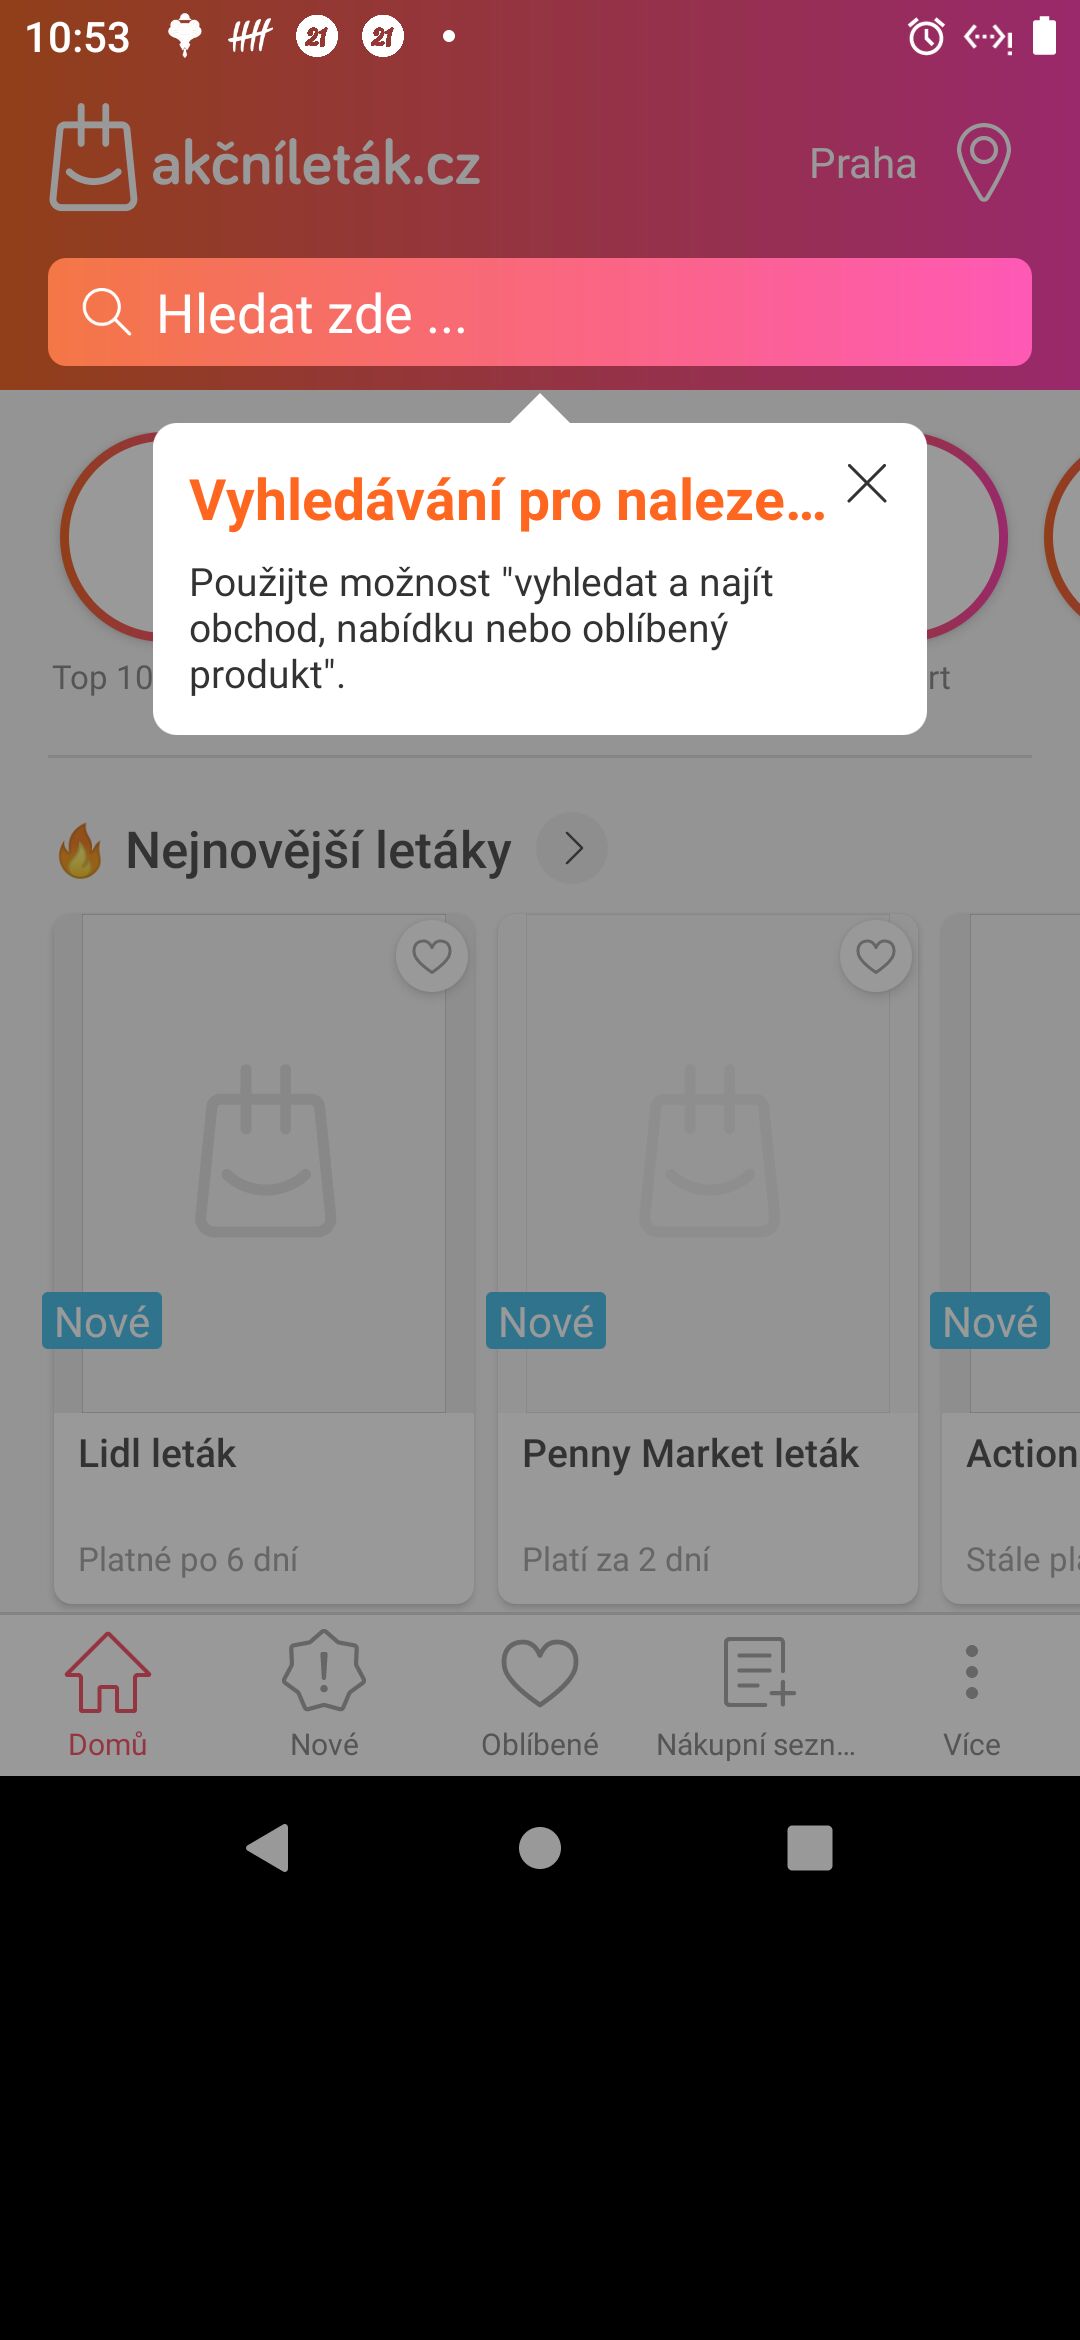 10:53
akčníleták.cz
Praha
Hledat zde ...
Vyhledávání pro naleze...
Použijte možnost "vyhledat a najít
obchod, nabídku nebo oblíbený
produkt".
Top 10
rt
🔥 Nejnovější letáky
Nové
Nové
Nové
Lidl leták
Penny Market leták
Action
Platné po 6 dní
Platí za 2 dní
Stále pla
Domů
Nové
Oblíbené
Nákupní sezn...
Více